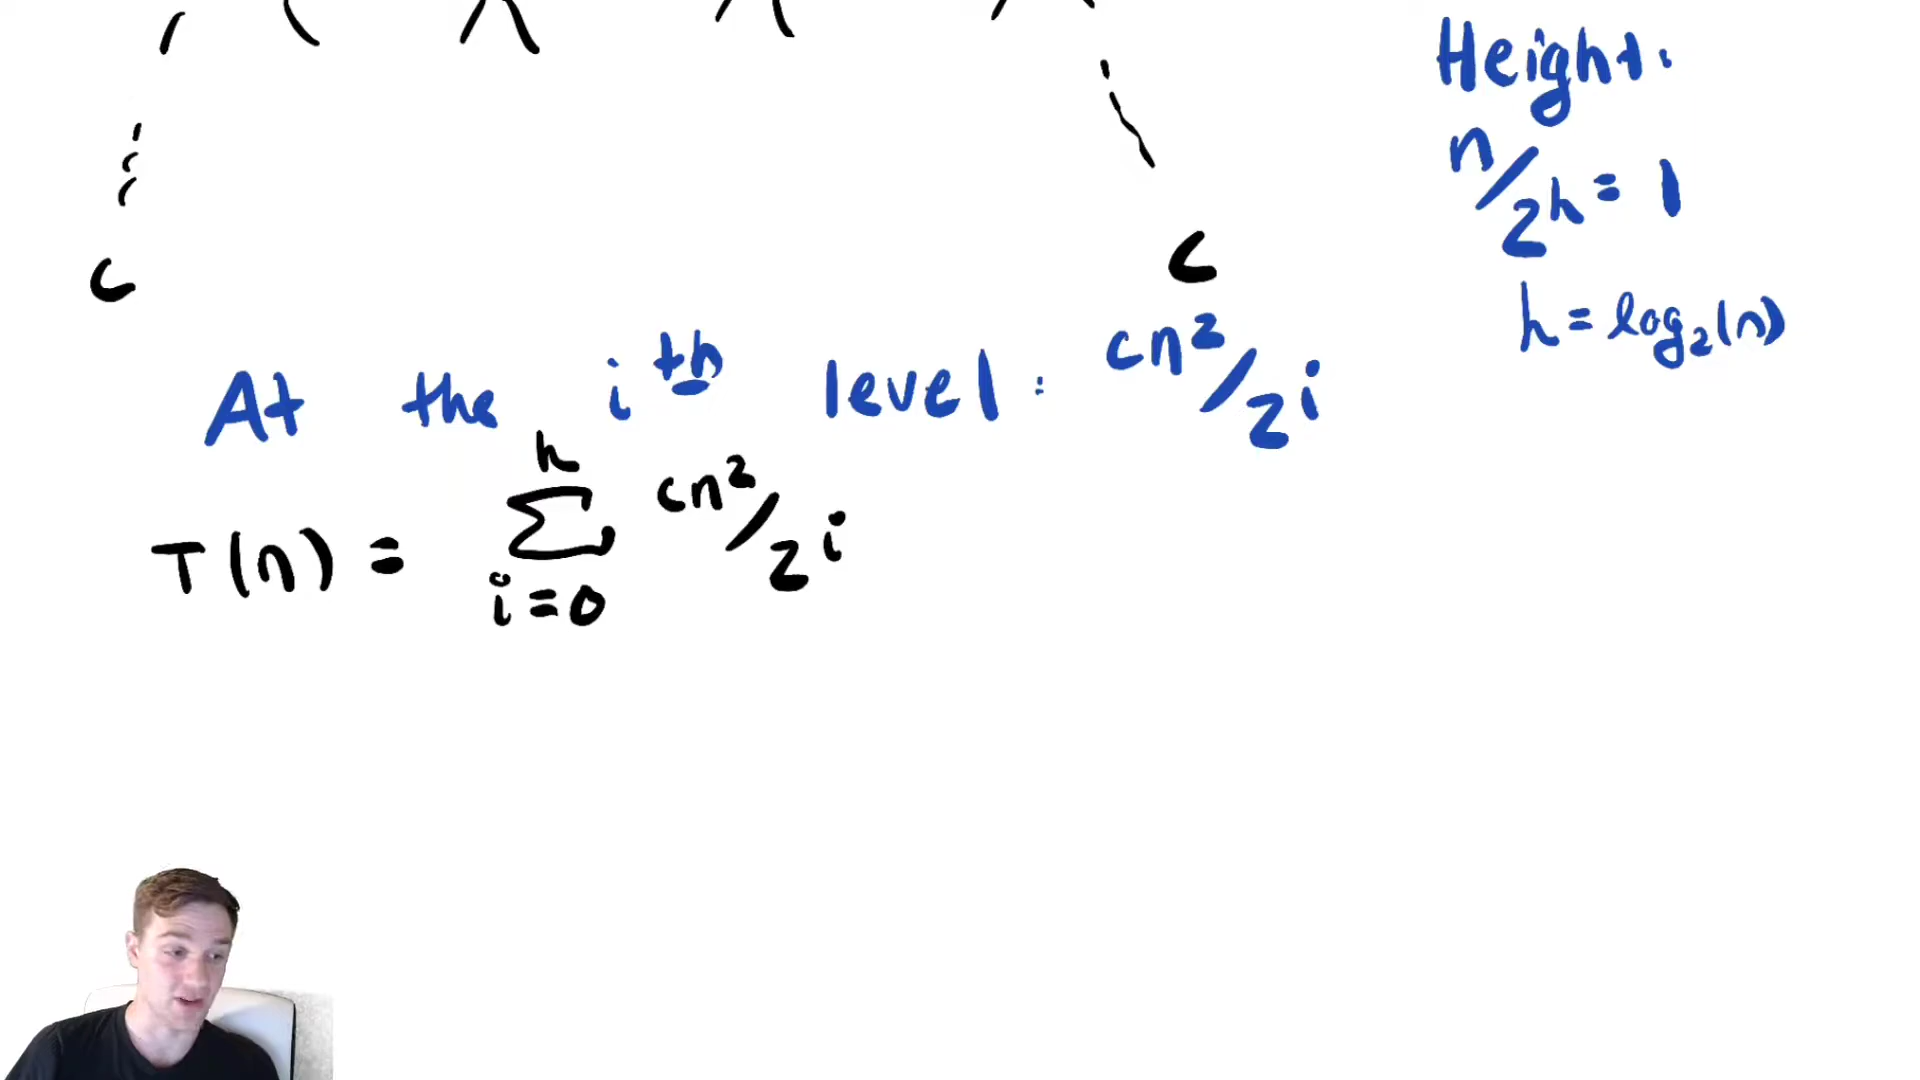 Height:
n/2h = 1
h = log₂(n)
c
c
At the iᵗʰ level: cn²/2i
h
T(n) = Σ cn²/2i
i=0